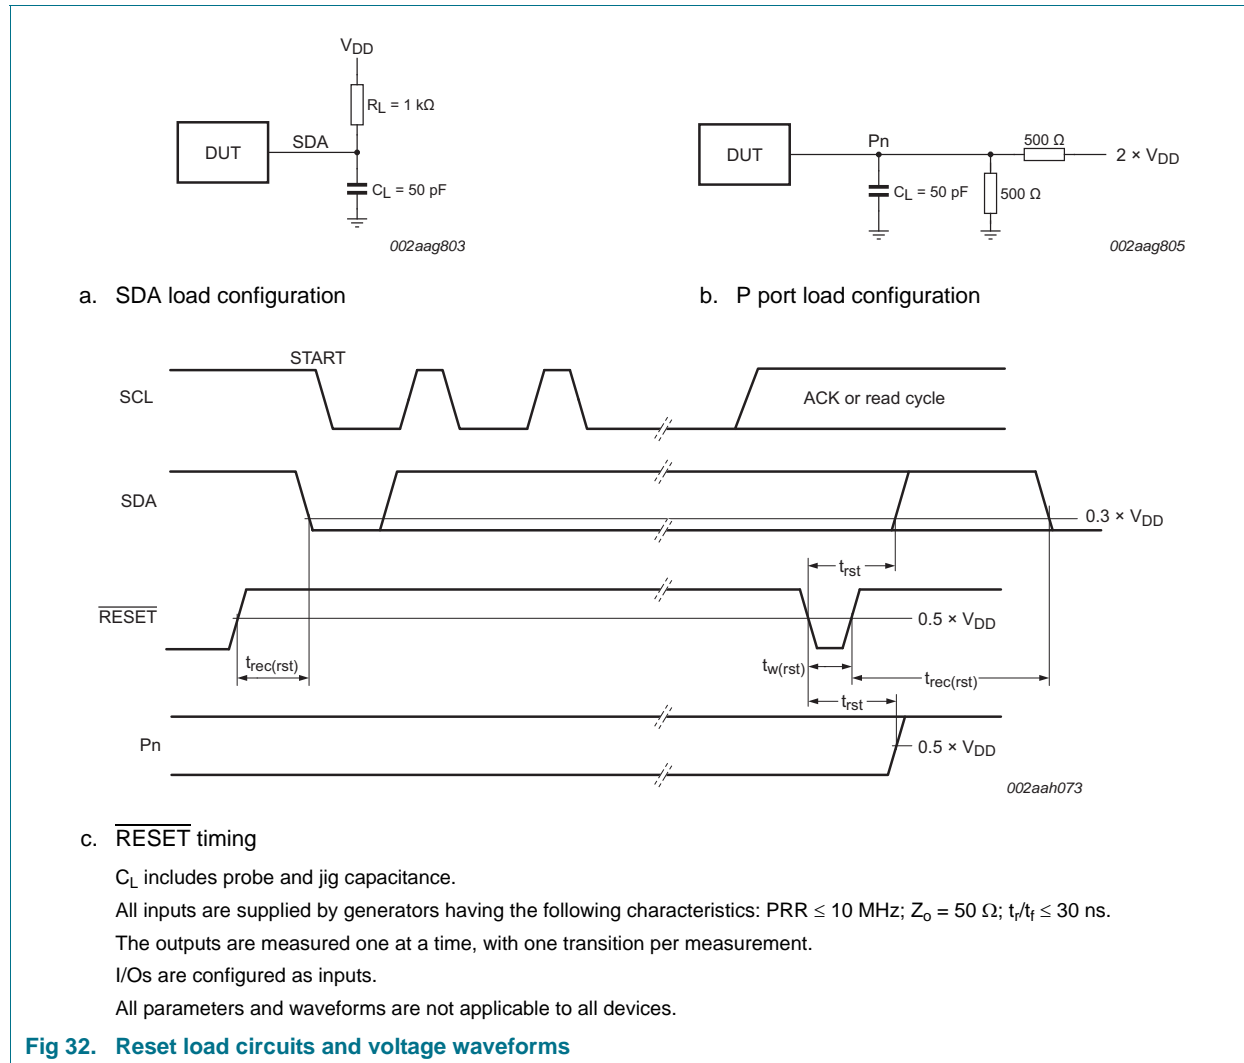 VDD
RL = 1 kΩ
DUT
SDA
CL = 50 pF
002aag803
DUT
Pn
500 Ω
2 × VDD
CL = 50 pF
500 Ω
002aag805
a. SDA load configuration
b. P port load configuration
START
SCL
ACK or read cycle
SDA
0.3 × VDD
trst
RESET
0.5 × VDD
trec(rst)
tw(rst)
trec(rst)
trst
Pn
0.5 × VDD
002aah073
c. RESET timing
CL includes probe and jig capacitance.
All inputs are supplied by generators having the following characteristics: PRR ≤ 10 MHz; Zo = 50 Ω; tr/tf ≤ 30 ns.
The outputs are measured one at a time, with one transition per measurement.
I/Os are configured as inputs.
All parameters and waveforms are not applicable to all devices.
Fig 32. Reset load circuits and voltage waveforms